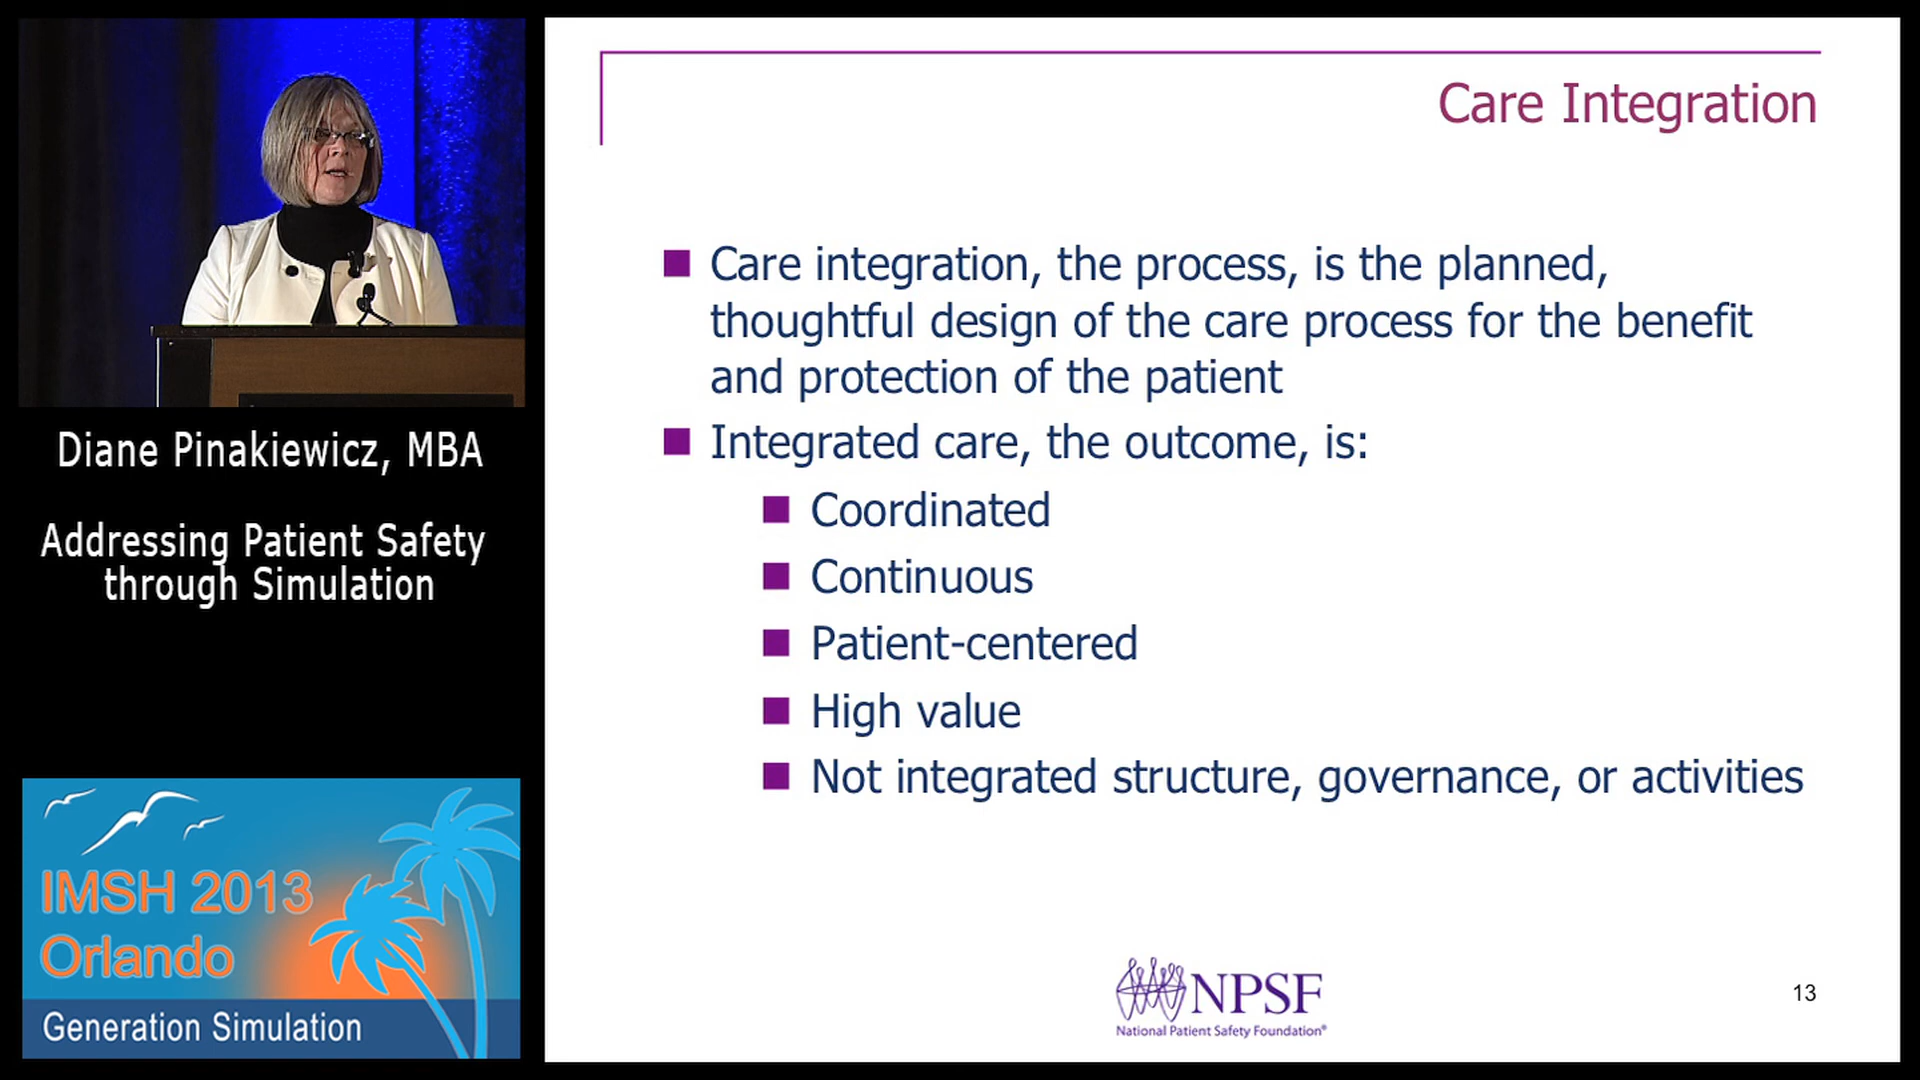 Diane Pinakiewicz, MBA
Addressing Patient Safety
through Simulation
IMSH 2013
Orlando
Generation Simulation
Care Integration
Care integration, the process, is the planned,
thoughtful design of the care process for the benefit
and protection of the patient
Integrated care, the outcome, is:
Coordinated
Continuous
Patient-centered
High value
Not integrated structure, governance, or activities
NPSF
National Patient Safety Foundation®
13